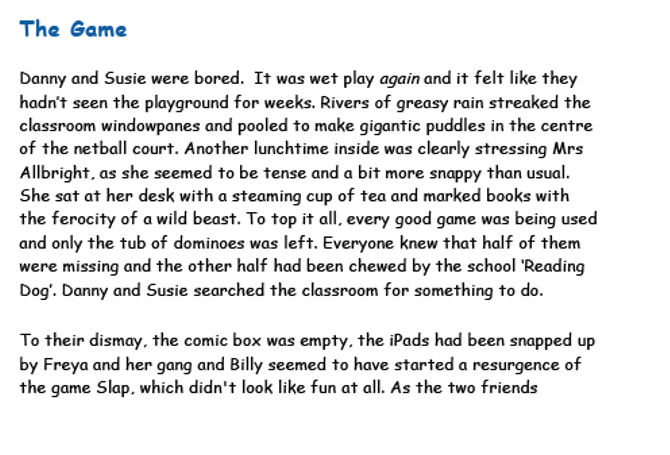 The Game
Danny and Susie were bored.  It was wet play again and it felt like they
hadn't seen the playground for weeks. Rivers of greasy rain streaked the
classroom windowpanes and pooled to make gigantic puddles in the centre
of the netball court. Another lunchtime inside was clearly stressing Mrs
Allbright, as she seemed to be tense and a bit more snappy than usual.
She sat at her desk with a steaming cup of tea and marked books with
the ferocity of a wild beast. To top it all, every good game was being used
and only the tub of dominoes was left. Everyone knew that half of them
were missing and the other half had been chewed by the school ‘Reading
Dog’. Danny and Susie searched the classroom for something to do.
To their dismay, the comic box was empty, the iPads had been snapped up
by Freya and her gang and Billy seemed to have started a resurgence of
the game Slap, which didn't look like fun at all. As the two friends